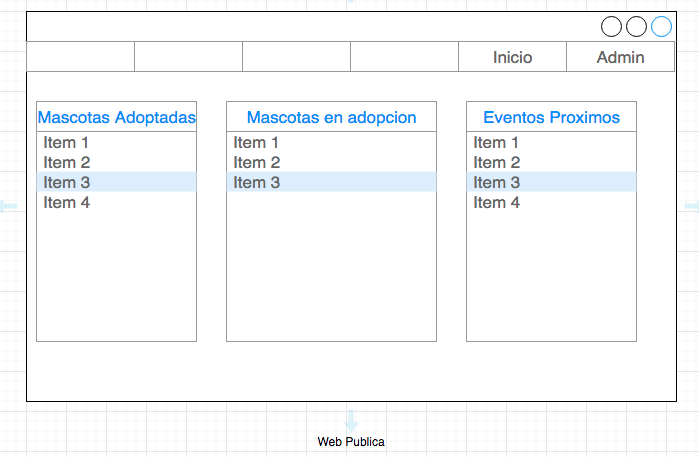 Inicio
Admin
Mascotas Adoptadas
Item 1
Item 2
Item 3
Item 4
Mascotas en adopcion
Item 1
Item 2
Item 3
Eventos Proximos
Item 1
Item 2
Item 3
Item 4
Web Publica